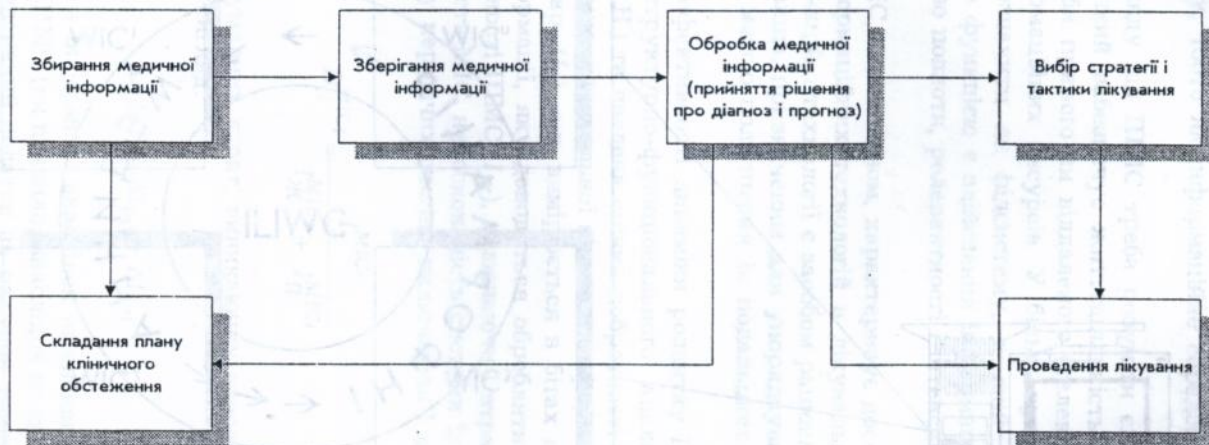 Збирання медичної
інформації
Зберігання медичної
інформації
Обробка медичної
інформації
(прийняття рішення
про діагноз і прогноз)
Вибір стратегії і
тактики лікування
Складання плану
клінічного
обстеження
Проведення лікування